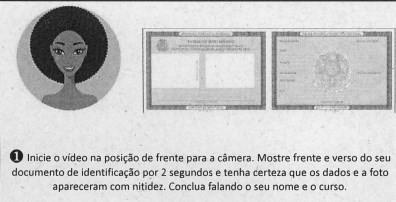 ❶ Inicie o vídeo na posição de frente para a câmera. Mostre frente e verso do seu
documento de identificação por 2 segundos e tenha certeza que os dados e a foto
apareceram com nitidez. Conclua falando o seu nome e o curso.